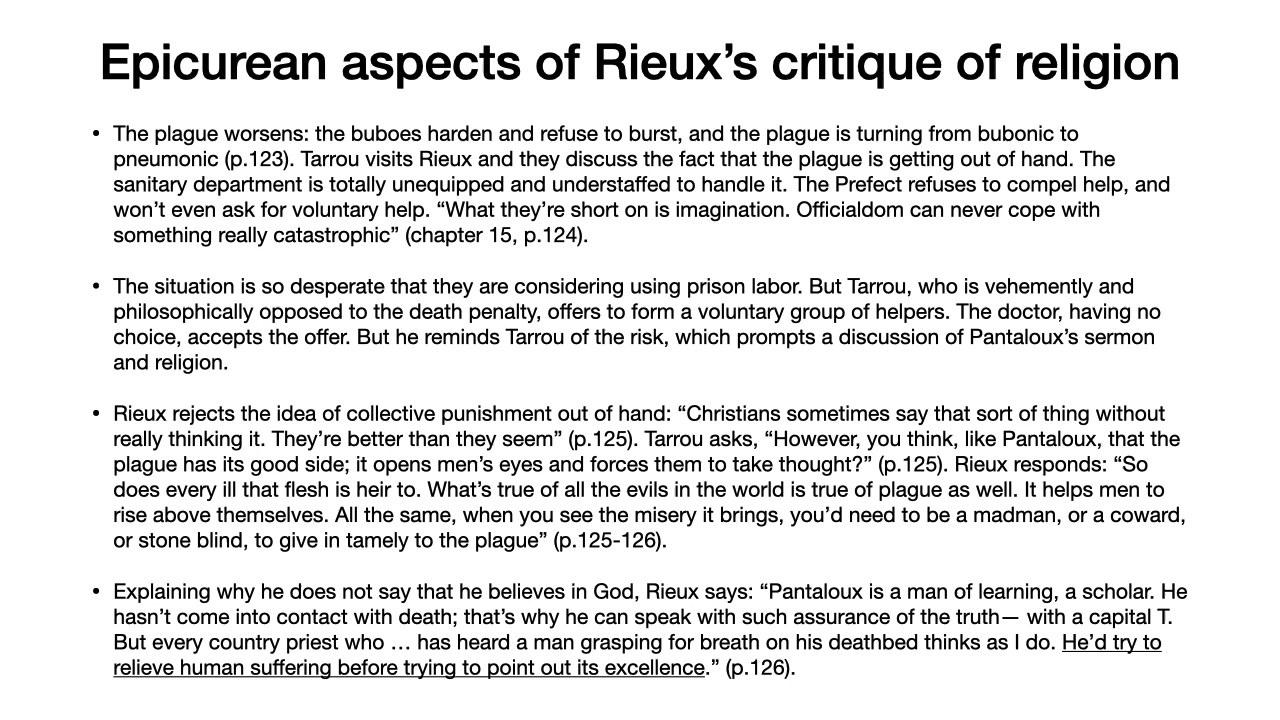 Epicurean aspects of Rieux’s critique of religion
• The plague worsens: the buboes harden and refuse to burst, and the plague is turning from bubonic to
pneumonic (p.123). Tarrou visits Rieux and they discuss the fact that the plague is getting out of hand. The
sanitary department is totally unequipped and understaffed to handle it. The Prefect refuses to compel help, and
won’t even ask for voluntary help. “What they’re short on is imagination. Officialdom can never cope with
something really catastrophic” (chapter 15, p.124).
• The situation is so desperate that they are considering using prison labor. But Tarrou, who is vehemently and
philosophically opposed to the death penalty, offers to form a voluntary group of helpers. The doctor, having no
choice, accepts the offer. But he reminds Tarrou of the risk, which prompts a discussion of Pantaloux’s sermon
and religion.
• Rieux rejects the idea of collective punishment out of hand: “Christians sometimes say that sort of thing without
really thinking it. They’re better than they seem” (p.125). Tarrou asks, “However, you think, like Pantaloux, that the
plague has its good side; it opens men’s eyes and forces them to take thought?” (p.125). Rieux responds: “So
does every ill that flesh is heir to. What’s true of all the evils in the world is true of plague as well. It helps men to
rise above themselves. All the same, when you see the misery it brings, you’d need to be a madman, or a coward,
or stone blind, to give in tamely to the plague” (p.125-126).
• Explaining why he does not say that he believes in God, Rieux says: “Pantaloux is a man of learning, a scholar. He
hasn’t come into contact with death; that’s why he can speak with such assurance of the truth— with a capital T.
But every country priest who … has heard a man grasping for breath on his deathbed thinks as I do. He’d try to
relieve human suffering before trying to point out its excellence.” (p.126).